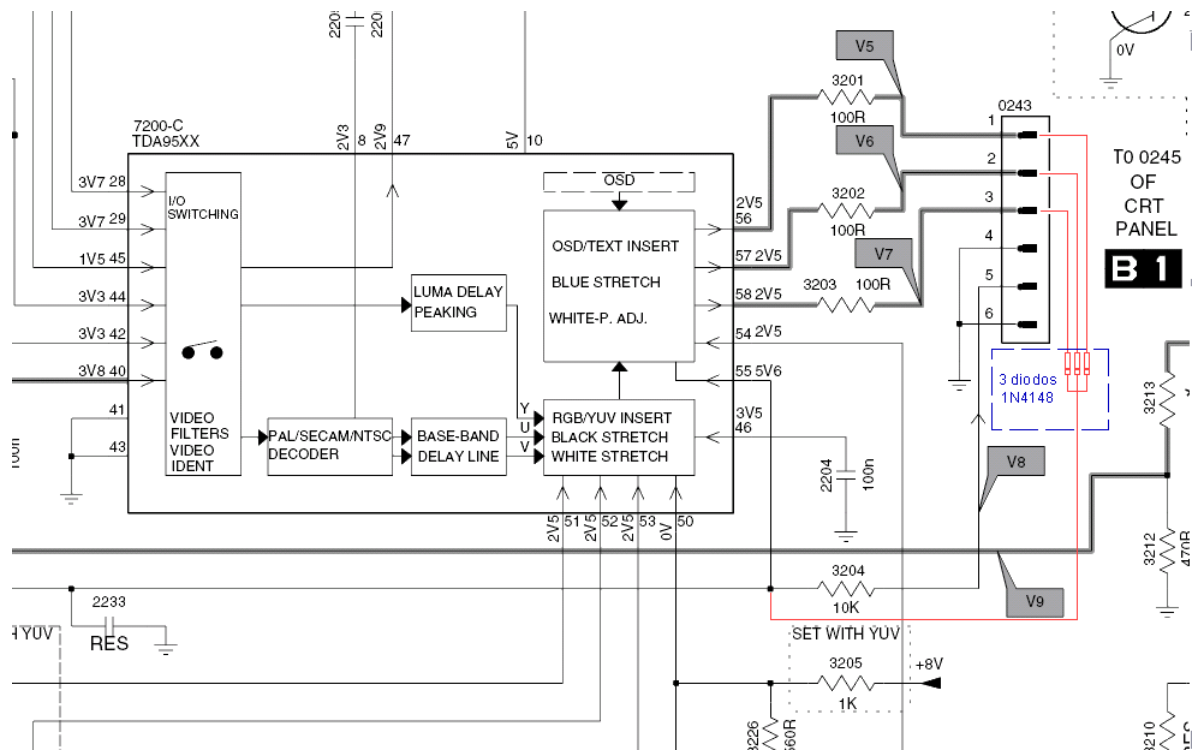 220
220
0V
V5
3201
100R
0243
7200-C
TDA95XX
2V3
8
2V9
47
5V
10
1
V6
T0 0245
OF
CRT
PANEL
B 1
2
3V7 28
I/O
SWITCHING
OSD
3202
100R
3
2V5
56
3V7 29
OSD/TEXT INSERT
V7
4
1V5 45
57 2V5
BLUE STRETCH
LUMA DELAY
PEAKING
3203
100R
5
3V3 44
58 2V5
WHITE-P. ADJ.
6
3V3 42
54 2V5
3V8 40
55 5V6
3 diodos
1N4148
3213
41
VIDEO
FILTERS
VIDEO
IDENT
Y
U
V
RGB/YUV INSERT
BLACK STRETCH
WHITE STRETCH
3V5
46
PAL/SECAM/NTSC
DECODER
BASE-BAND
DELAY LINE
43
100n
2204
100n
V8
2V5
51
2V5
52
2V5
53
0V
50
3212
470R
3204
10K
V9
2233
RES
YUV
SET WITH YUV
3205
+8V
1K
3226
560R
3210